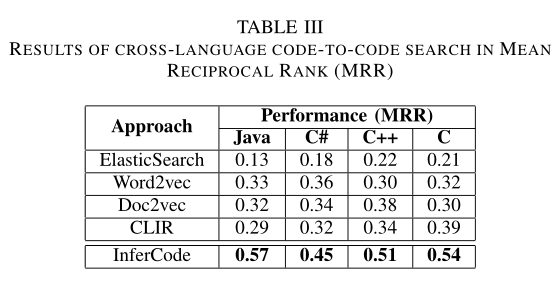 TABLE III
RESULTS OF CROSS-LANGUAGE CODE-TO-CODE SEARCH IN MEAN
RECIPROCAL RANK (MRR)
Approach Performance (MRR)
Java C# C++ C
ElasticSearch 0.13 0.18 0.22 0.21
Word2vec 0.33 0.36 0.30 0.32
Doc2vec 0.32 0.34 0.38 0.30
CLIR 0.29 0.32 0.34 0.39
InferCode 0.57 0.45 0.51 0.54